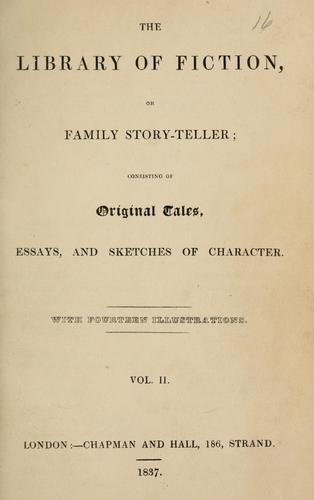 16
THE
LIBRARY OF FICTION,
OR
FAMILY STORY-TELLER;
CONSISTING OF
Original Tales,
ESSAYS, AND SKETCHES OF CHARACTER.
WITH FOURTEEN ILLUSTRATIONS.
VOL. II.
LONDON:—CHAPMAN AND HALL, 186, STRAND.
1837.